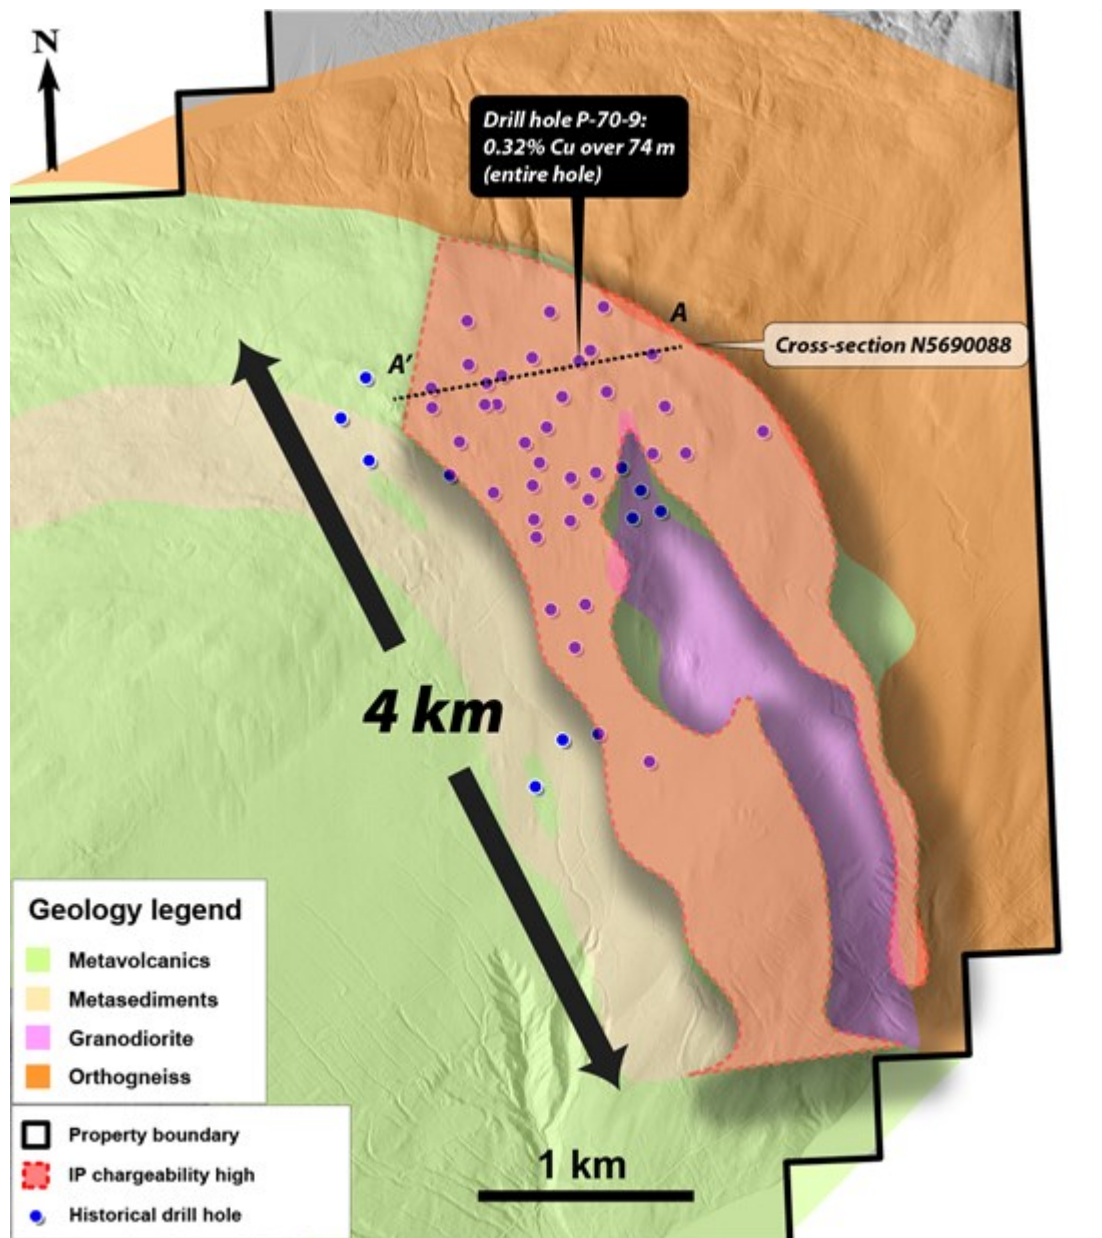 N
Drill hole P-70-9:
0.32% Cu over 74 m
(entire hole)
A
Cross-section N5690088
A'
4 km
Geology legend
Metavolcanics
Metasediments
Granodiorite
Orthogneiss
Property boundary
IP chargeability high
Historical drill hole
1 km